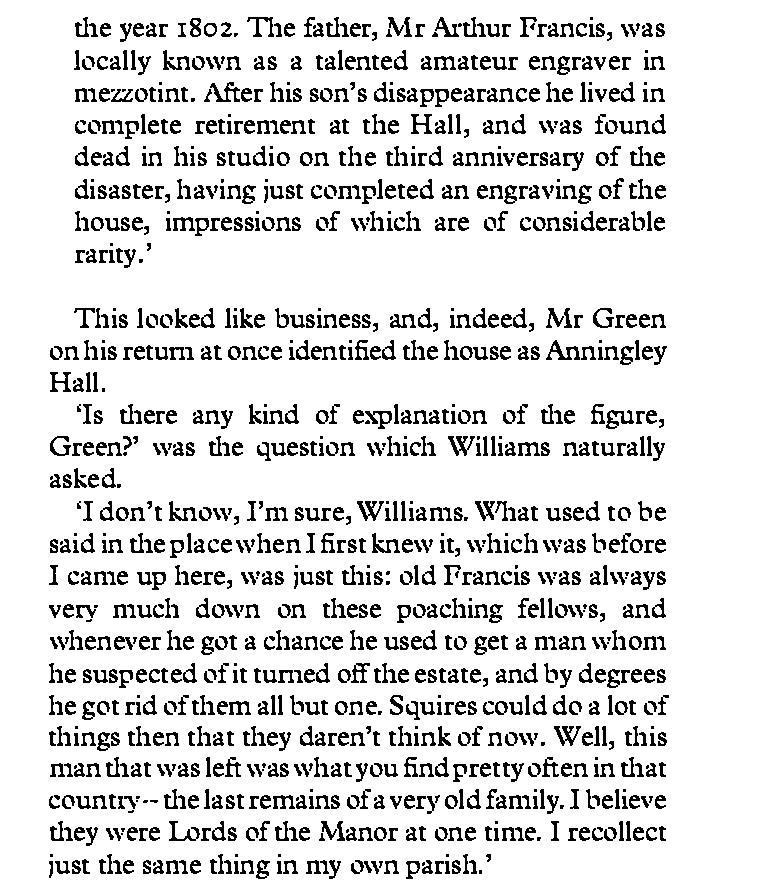 the year 1802. The father, Mr Arthur Francis, was
locally known as a talented amateur engraver in
mezzotint. After his son's disappearance he lived in
complete retirement at the Hall, and was found
dead in his studio on the third anniversary of the
disaster, having just completed an engraving of the
house, impressions of which are of considerable
rarity.'
This looked like business, and, indeed, Mr Green
on his return at once identified the house as Anningley
Hall.
'Is there any kind of explanation of the figure,
Green?' was the question which Williams naturally
asked.
'I don't know, I'm sure, Williams. What used to be
said in the place when I first knew it, which was before
I came up here, was just this: old Francis was always
very much down on these poaching fellows, and
whenever he got a chance he used to get a man whom
he suspected of it turned off the estate, and by degrees
he got rid of them all but one. Squires could do a lot of
things then that they daren't think of now. Well, this
man that was left was what you find pretty often in that
country-- the last remains of a very old family. I believe
they were Lords of the Manor at one time. I recollect
just the same thing in my own parish.'